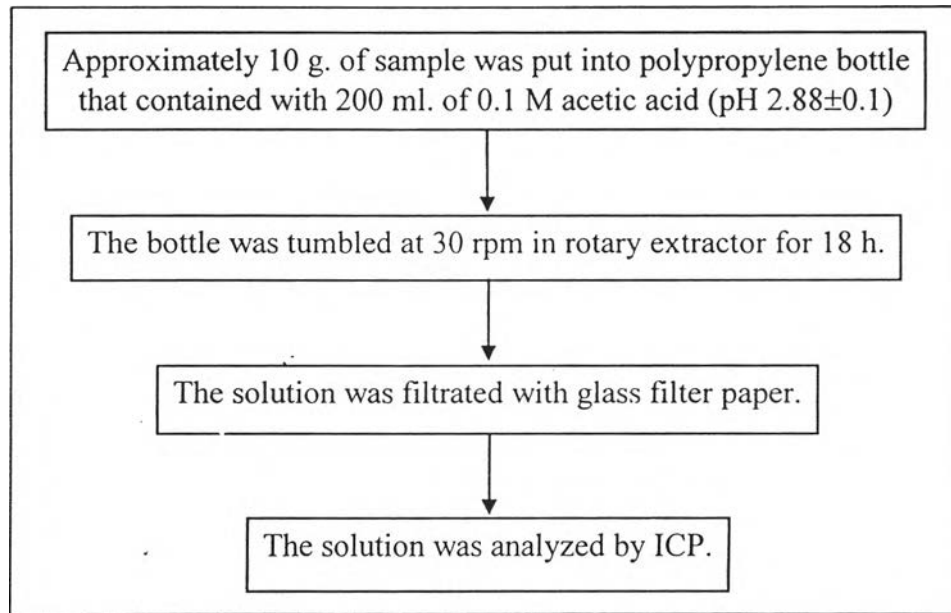 Approximately 10 g. of sample was put into polypropylene bottle
that contained with 200 ml. of 0.1 M acetic acid (pH 2.88±0.1)
The bottle was tumbled at 30 rpm in rotary extractor for 18 h.
The solution was filtrated with glass filter paper.
The solution was analyzed by ICP.